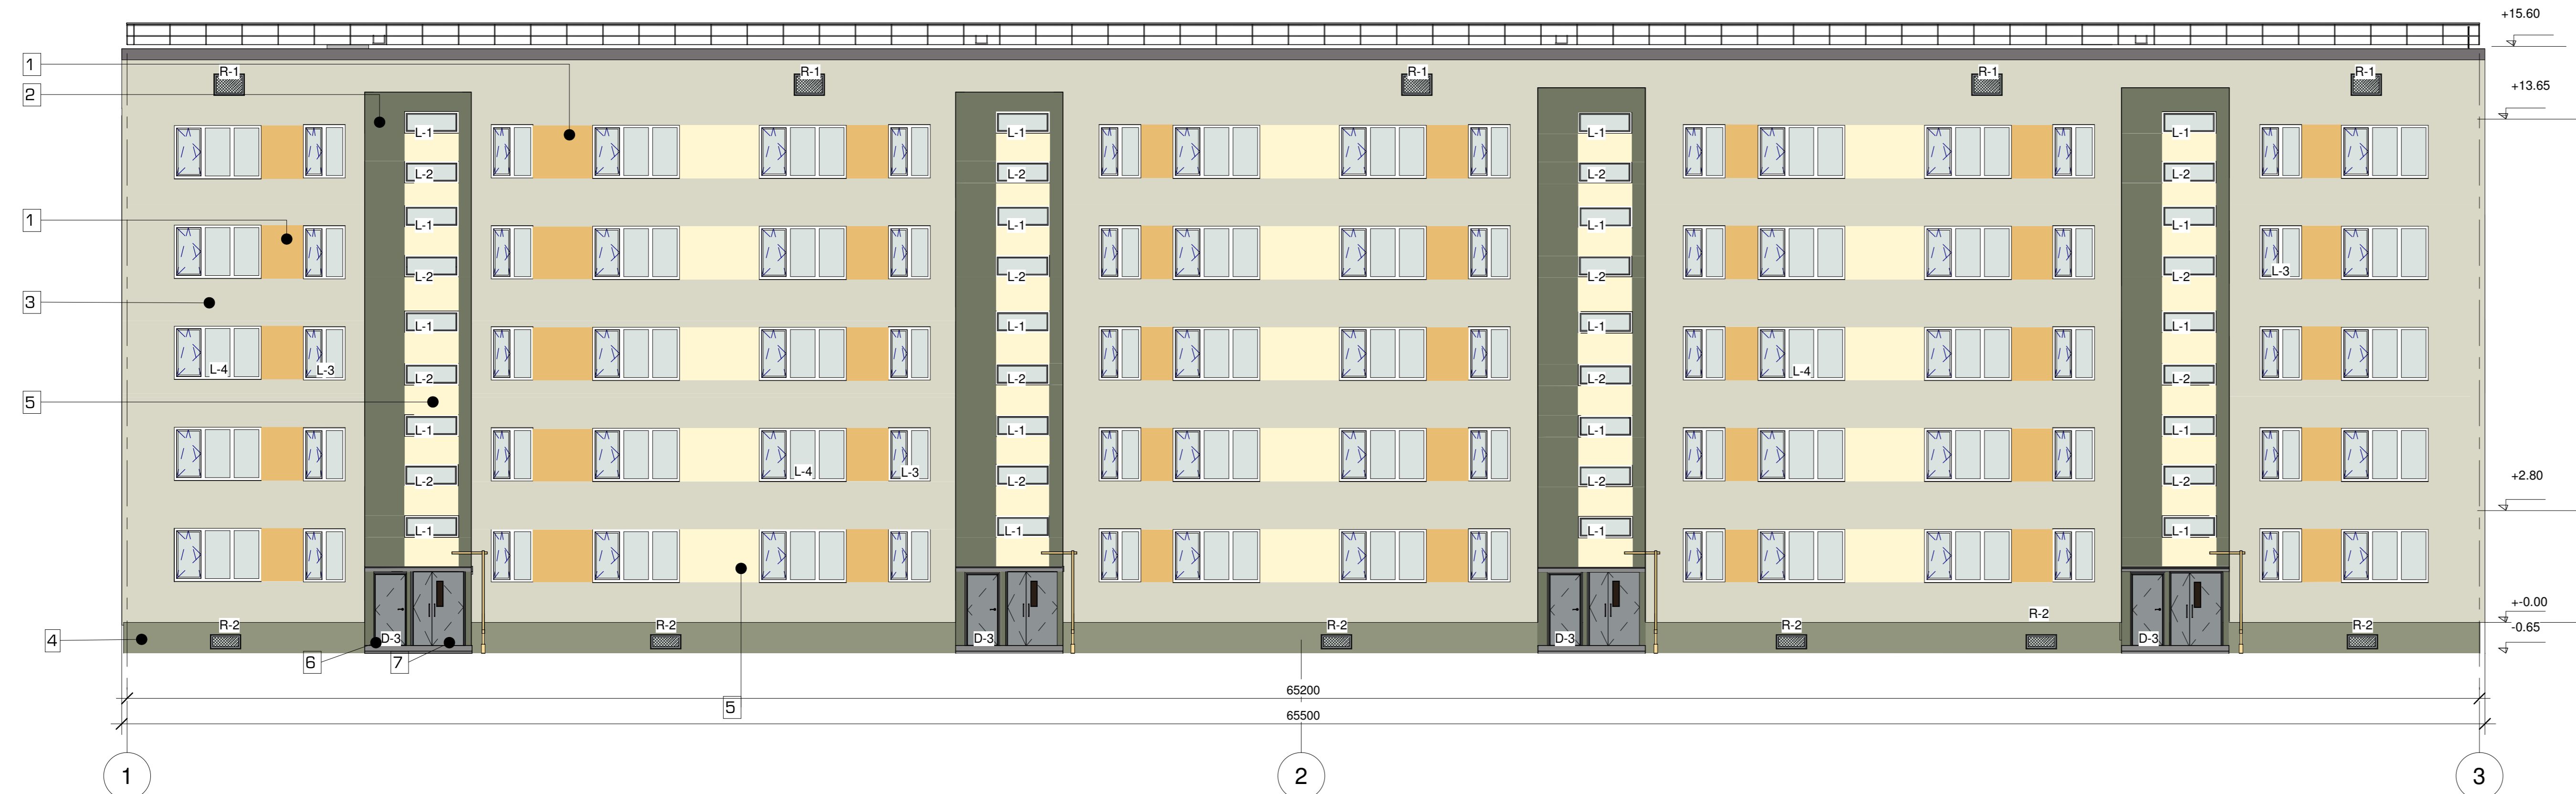 +15.60
1
R-1 R-1 R-1 R-1 R-1
2
+13.65
L-1 L-1 L-1 L-1
L-2 L-2 L-2 L-2
1
L-1 L-1 L-1 L-1
L-3
L-2 L-2 L-2 L-2
3
L-1 L-1 L-1 L-1
L-4 L-3 L-4
L-2 L-2 L-2 L-2
5
L-1 L-1 L-1 L-1
L-4 L-3
+2.80
L-2 L-2 L-2 L-2
L-1 L-1 L-1 L-1
+-0.00
R-2 R-2 R-2 R-2 R-2 R-2
-0.65
4
D-3 D-3 D-3 D-3
6 7
65200
5
65500
1 2 3